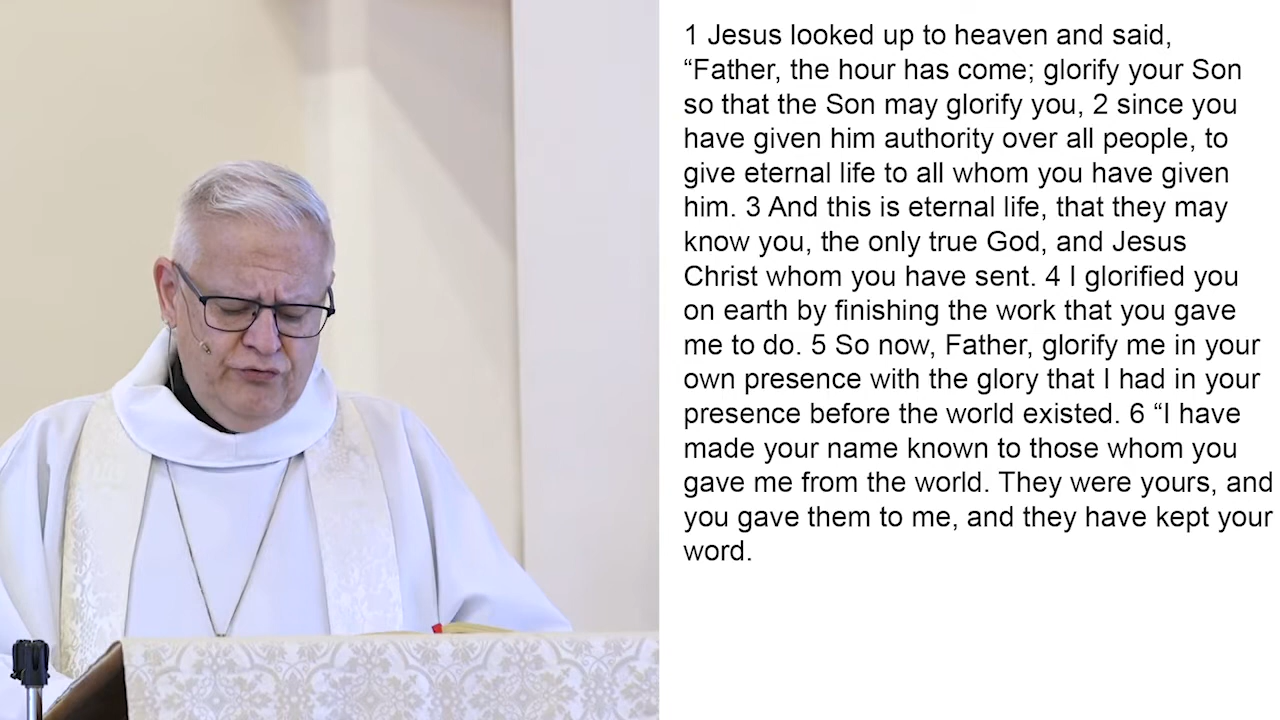 1 Jesus looked up to heaven and said,
“Father, the hour has come; glorify your Son
so that the Son may glorify you, 2 since you
have given him authority over all people, to
give eternal life to all whom you have given
him. 3 And this is eternal life, that they may
know you, the only true God, and Jesus
Christ whom you have sent. 4 I glorified you
on earth by finishing the work that you gave
me to do. 5 So now, Father, glorify me in your
own presence with the glory that I had in your
presence before the world existed. 6 “I have
made your name known to those whom you
gave me from the world. They were yours, and
you gave them to me, and they have kept your
word.